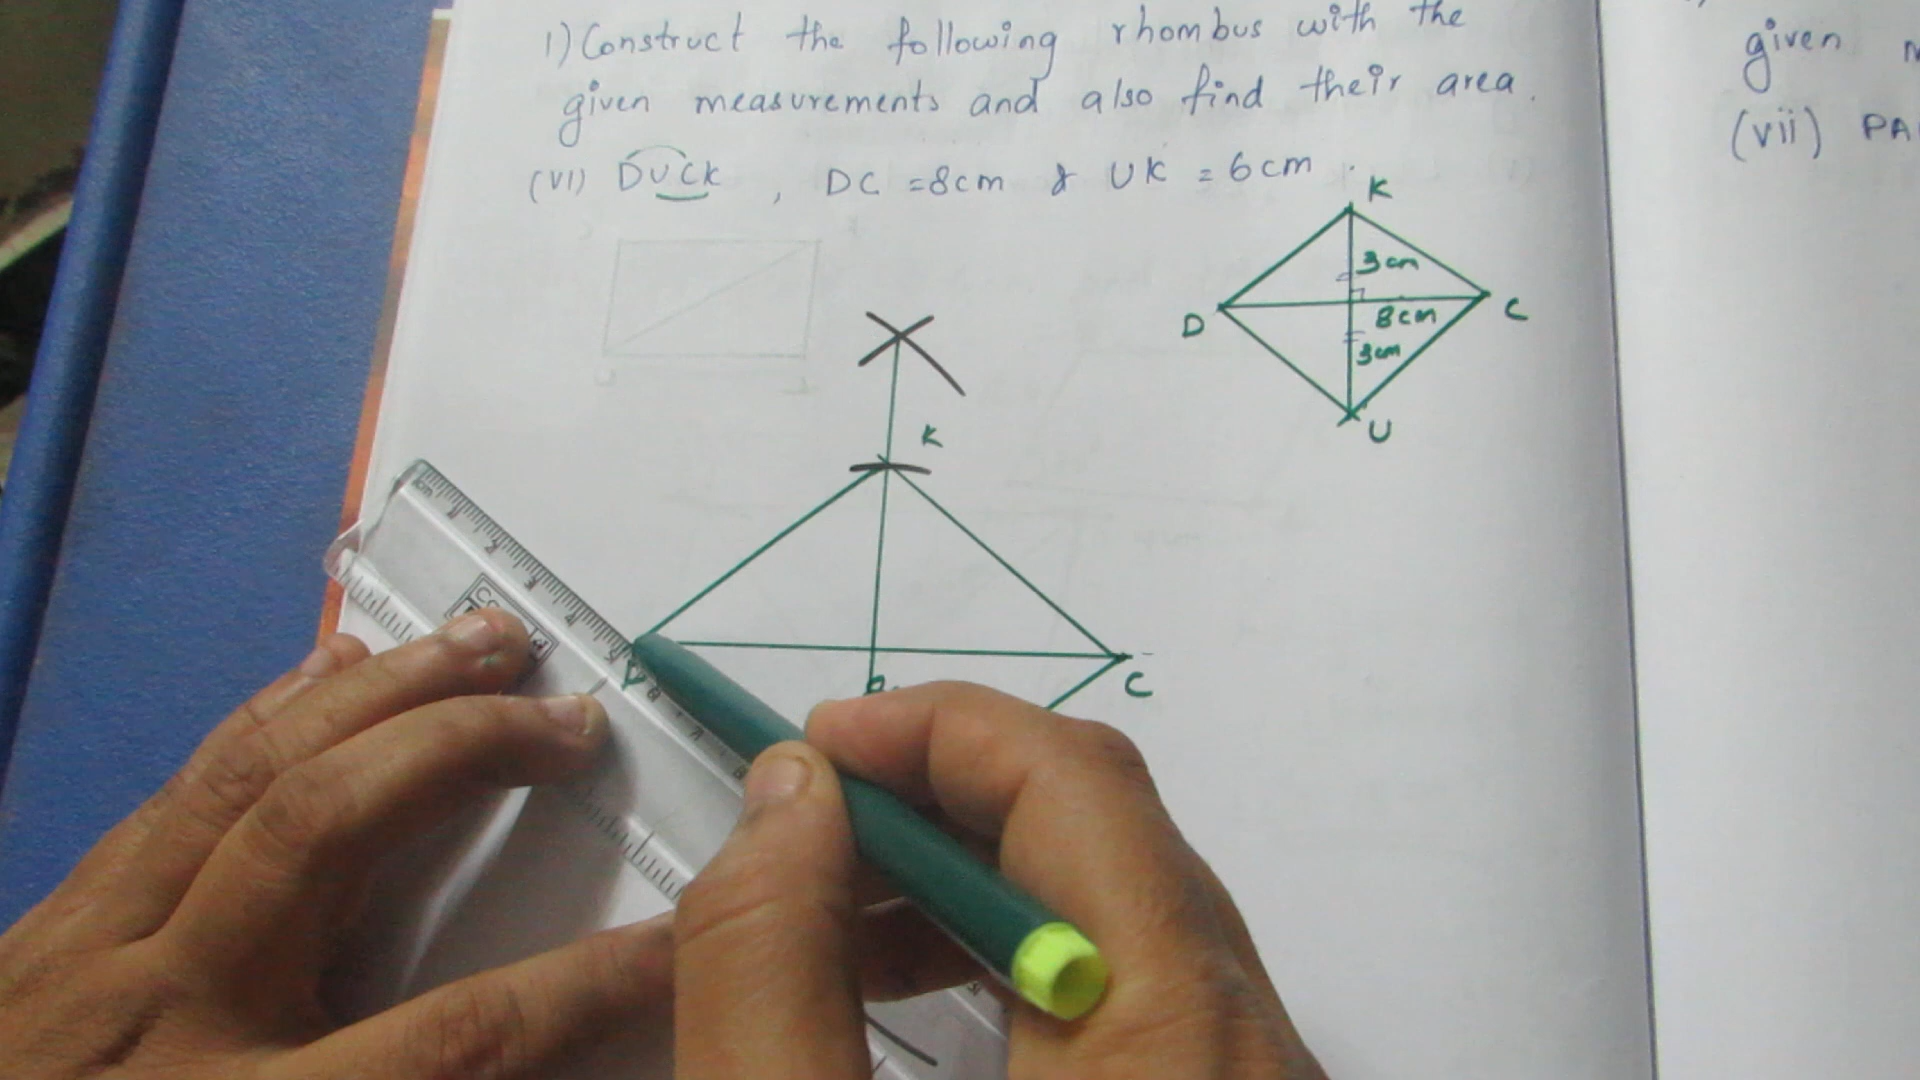 1) Construct the following rhombus with the
given measurements and also find their area.
(VI) DUCK, DC = 8cm & UK = 6cm.
given
(vii) PA
K
3cm
D
8cm
C
3cm
U
K
cm
D
C